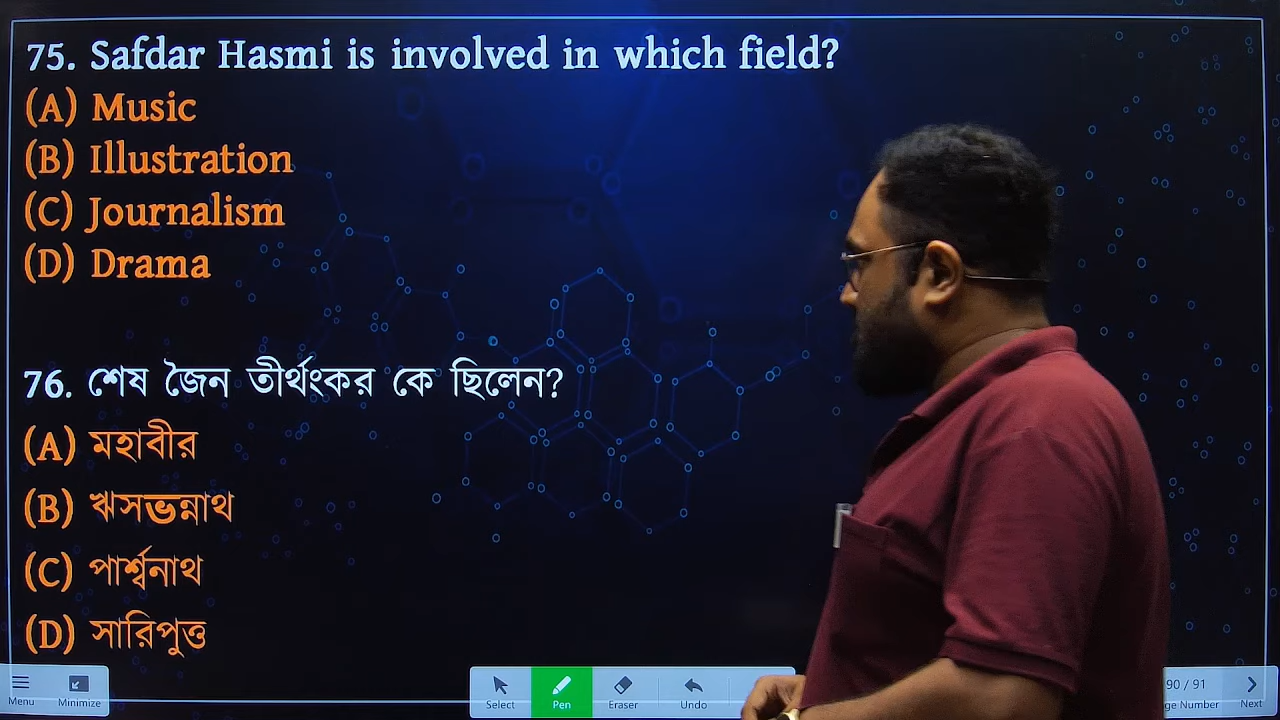 75. Safdar Hasmi is involved in which field?
(A) Music
(B) Illustration
(C) Journalism
(D) Drama
76. শেষ জৈন তীর্থংকর কে ছিলেন?
(A) মহাবীর
(B) ঋসভন্নাথ
(C) পার্শ্বনাথ
(D) সারিপুত্ত
Menu
Minimize
Select
Pen
Eraser
Undo
90 / 91
ge Number
Next